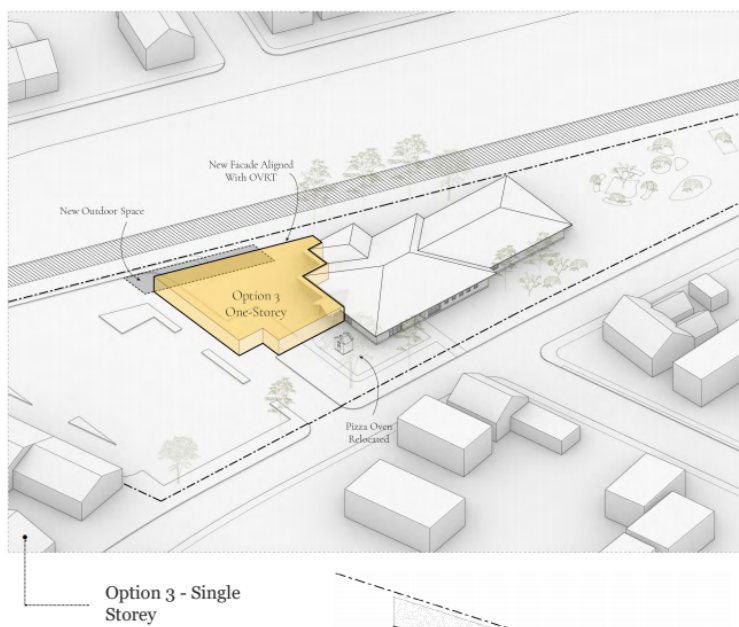 New Facade Aligned
With OVRT
New Outdoor Space
Option 3
One-Storey
Pizza Oven
Relocated
Option 3 - Single
Storey